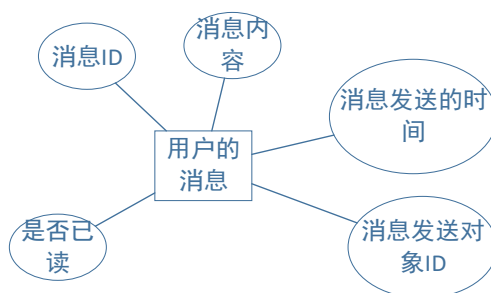 消息ID
消息内
容
消息发送的时
间
用户的
消息
是否已
读
消息发送对
象ID